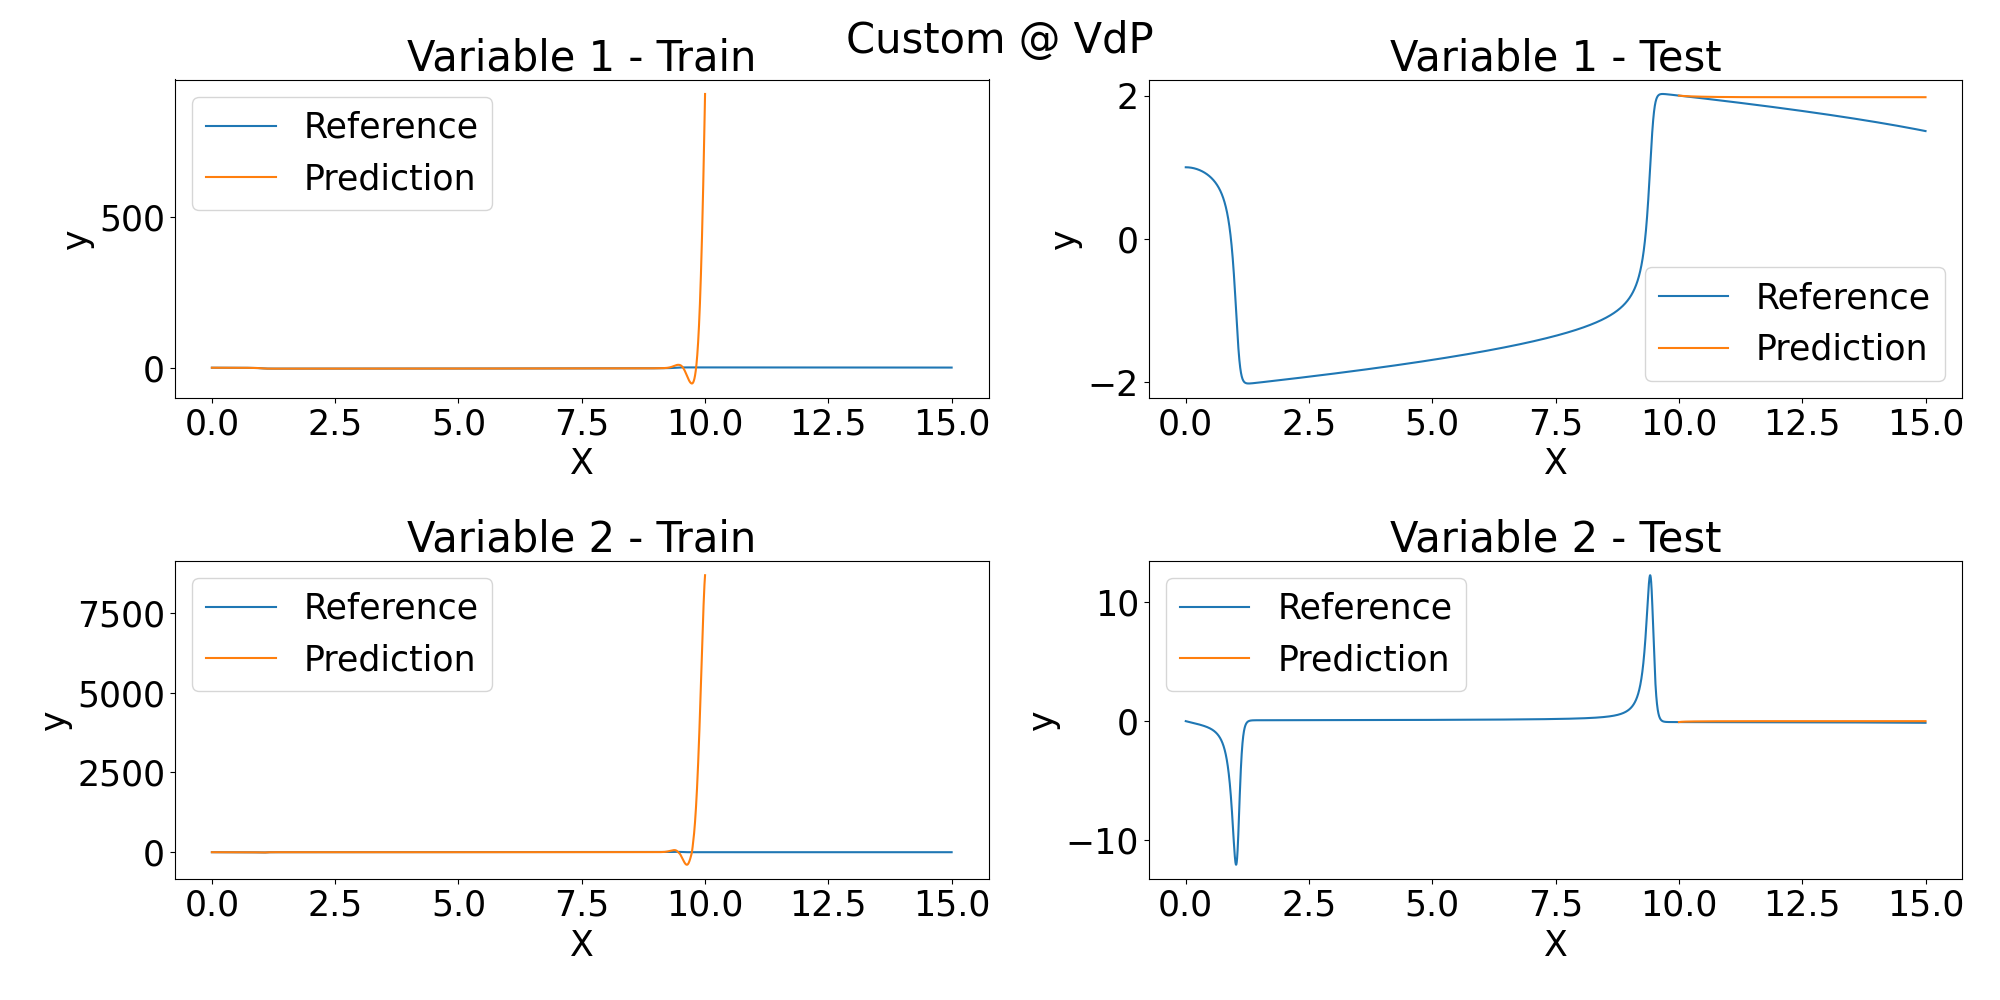 Custom @ VdP
Variable 1 - Train
Reference
Prediction
500
0
y
0.0 2.5 5.0 7.5 10.0 12.5 15.0
X
Variable 1 - Test
2
0
−2
y
Reference
Prediction
0.0 2.5 5.0 7.5 10.0 12.5 15.0
X
Variable 2 - Train
Reference
Prediction
7500
5000
2500
0
y
0.0 2.5 5.0 7.5 10.0 12.5 15.0
X
Variable 2 - Test
Reference
Prediction
10
0
−10
y
0.0 2.5 5.0 7.5 10.0 12.5 15.0
X